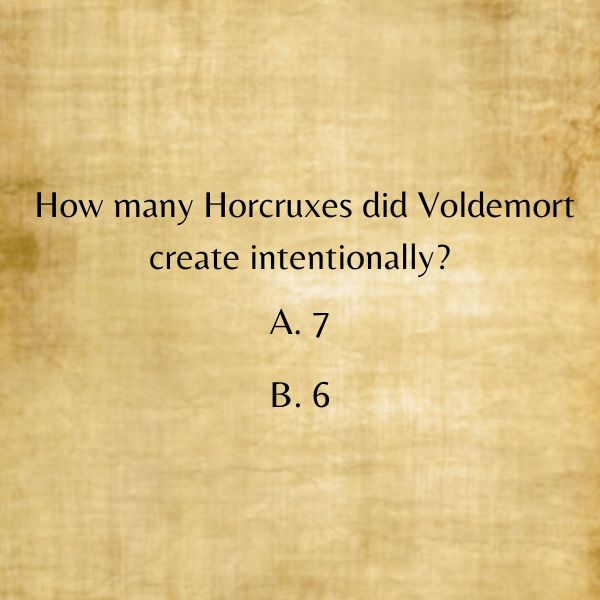 How many Horcruxes did Voldemort
create intentionally?
A. 7
B. 6